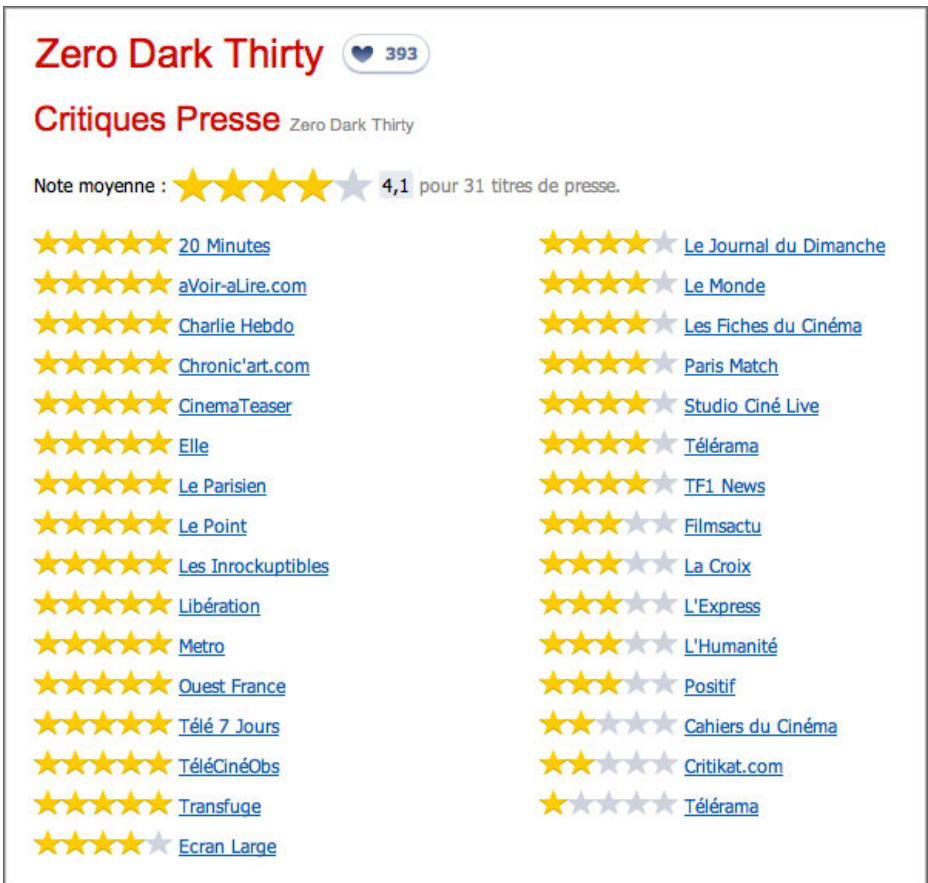 Zero Dark Thirty 393
Critiques Presse Zero Dark Thirty
Note moyenne : 4,1 pour 31 titres de presse.
20 Minutes
aVoir-aLire.com
Charlie Hebdo
Chronic'art.com
CinemaTeaser
Elle
Le Parisien
Le Point
Les Inrockuptibles
Libération
Metro
Ouest France
Télé 7 Jours
TéléCinéObs
Transfuge
Ecran Large
Le Journal du Dimanche
Le Monde
Les Fiches du Cinéma
Paris Match
Studio Ciné Live
Télérama
TF1 News
Filmsactu
La Croix
L'Express
L'Humanité
Positif
Cahiers du Cinéma
Critikat.com
Télérama